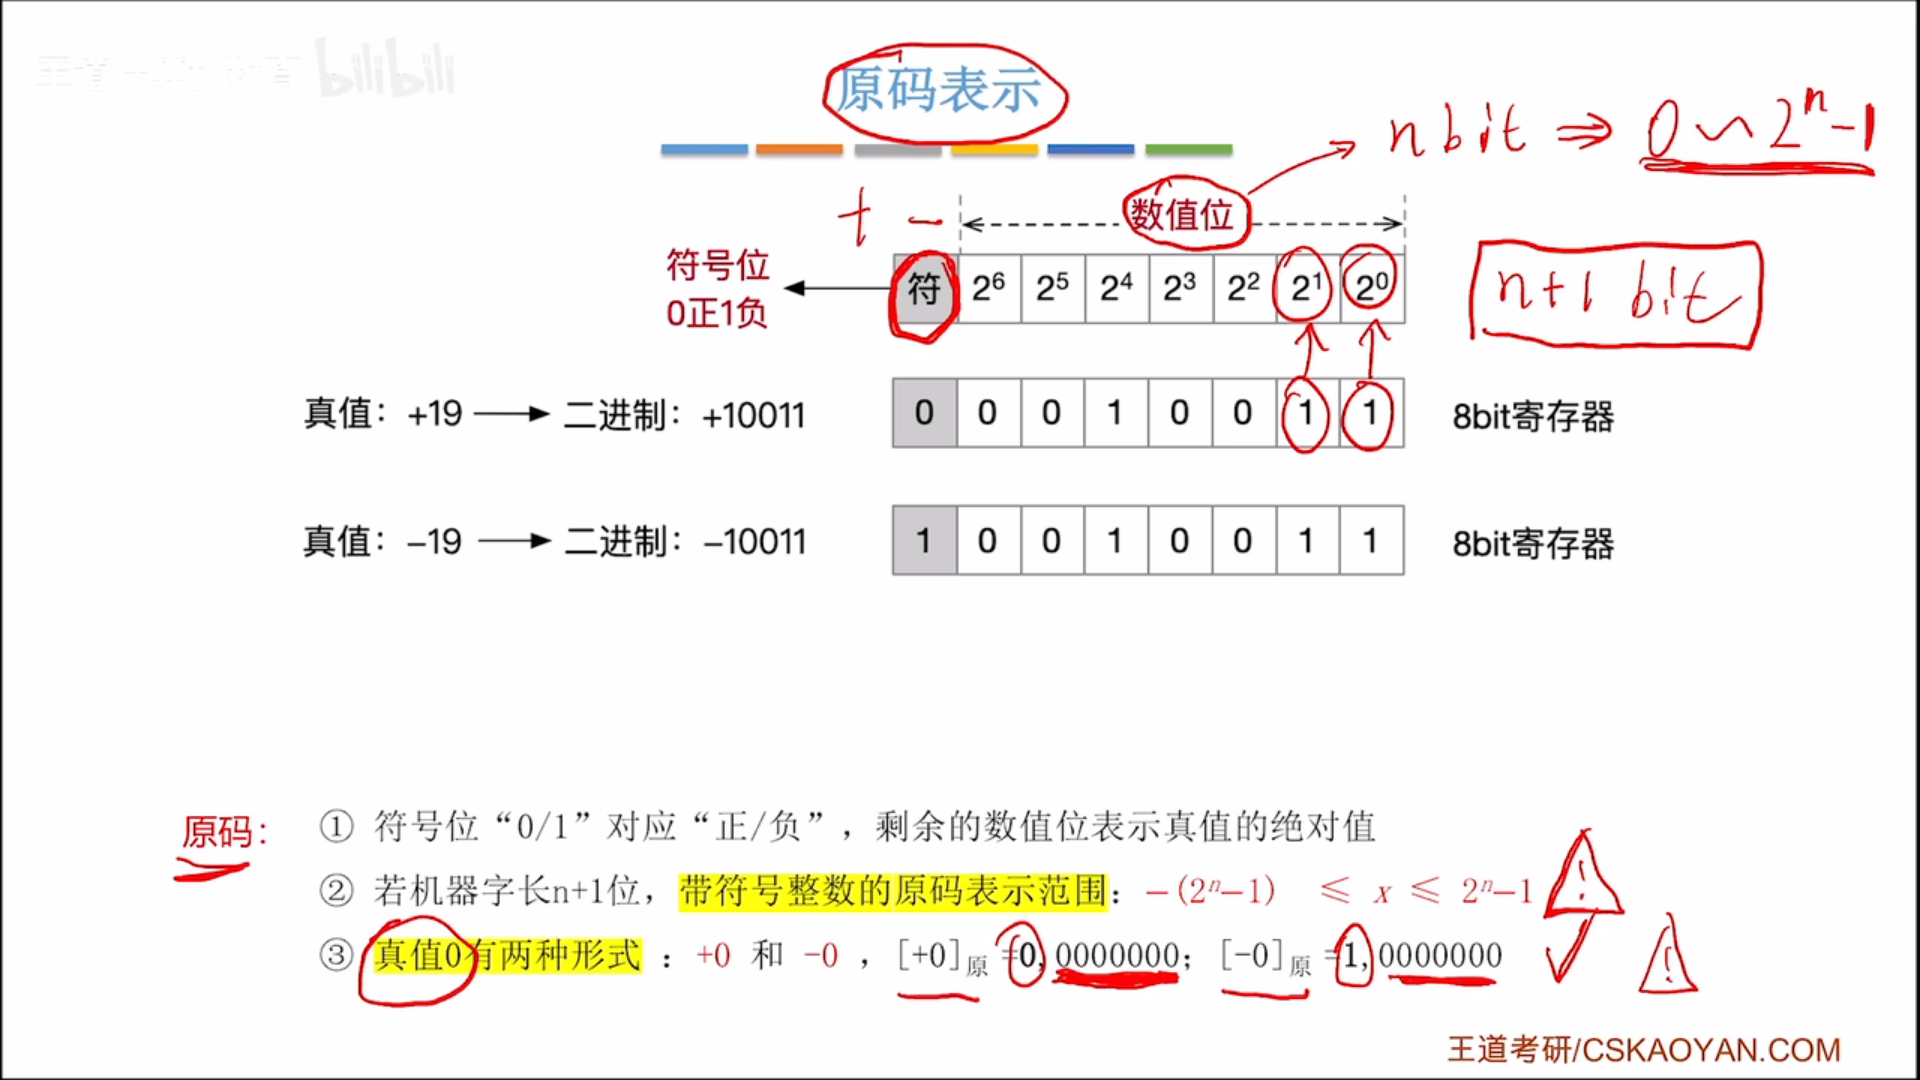 bilibili
原码表示
n bit ⇒ 0～2ⁿ-1
+ -
数值位
符号位
0正1负
符 2⁶ 2⁵ 2⁴ 2³ 2² 2¹ 2⁰
n+1 bit
真值：+19 → 二进制：+10011 0 0 0 1 0 0 1 1 8bit寄存器
真值：-19 → 二进制：-10011 1 0 0 1 0 0 1 1 8bit寄存器
原码：
① 符号位“0/1”对应“正/负”，剩余的数值位表示真值的绝对值
② 若机器字长n+1位，带符号整数的原码表示范围：-(2ⁿ-1) ≤ x ≤ 2ⁿ-1 !
③ 真值0有两种形式：+0 和 -0，[+0]原=0,0000000；[-0]原=1,0000000 !
王道考研/CSKAOYAN.COM